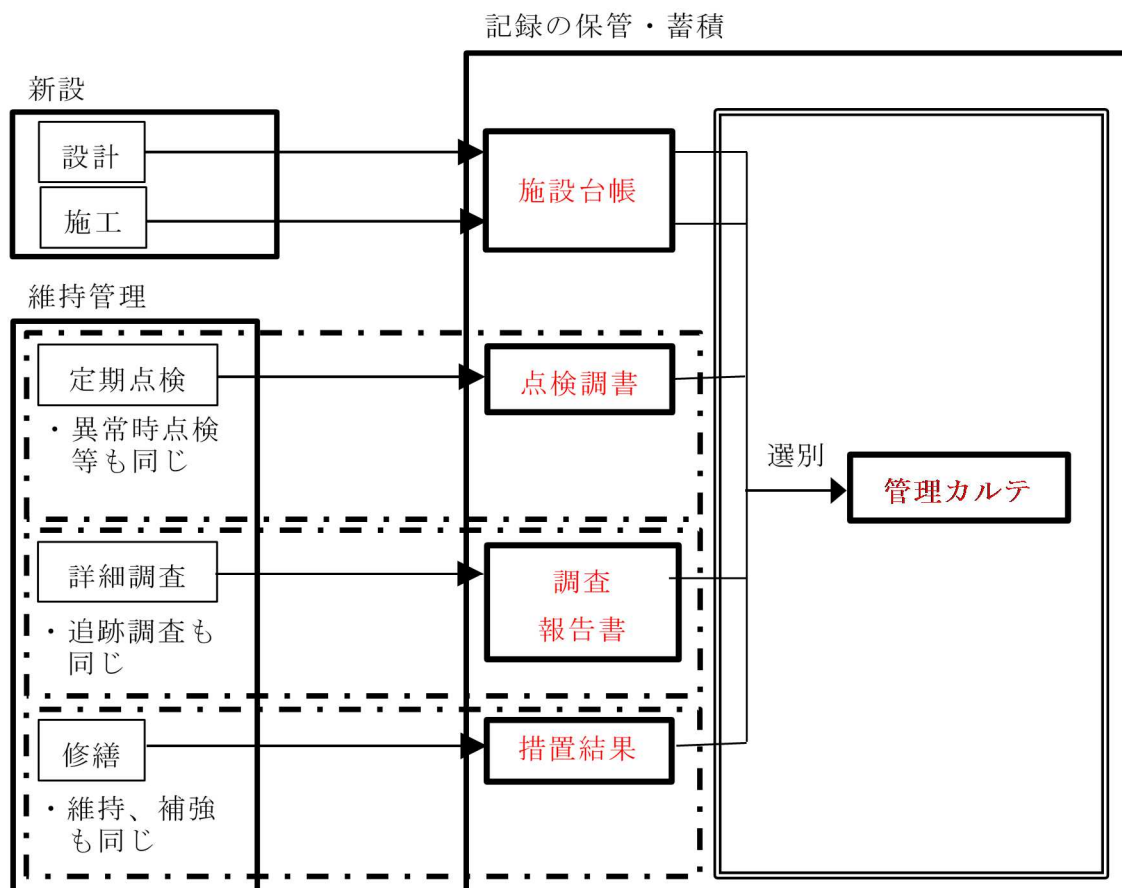 記録の保管・蓄積
新設
設計
施工
施設台帳
維持管理
定期点検
・異常時点検
等も同じ
点検調書
選別
管理カルテ
詳細調査
・追跡調査も
同じ
調査
報告書
修繕
・維持、補強
も同じ
措置結果